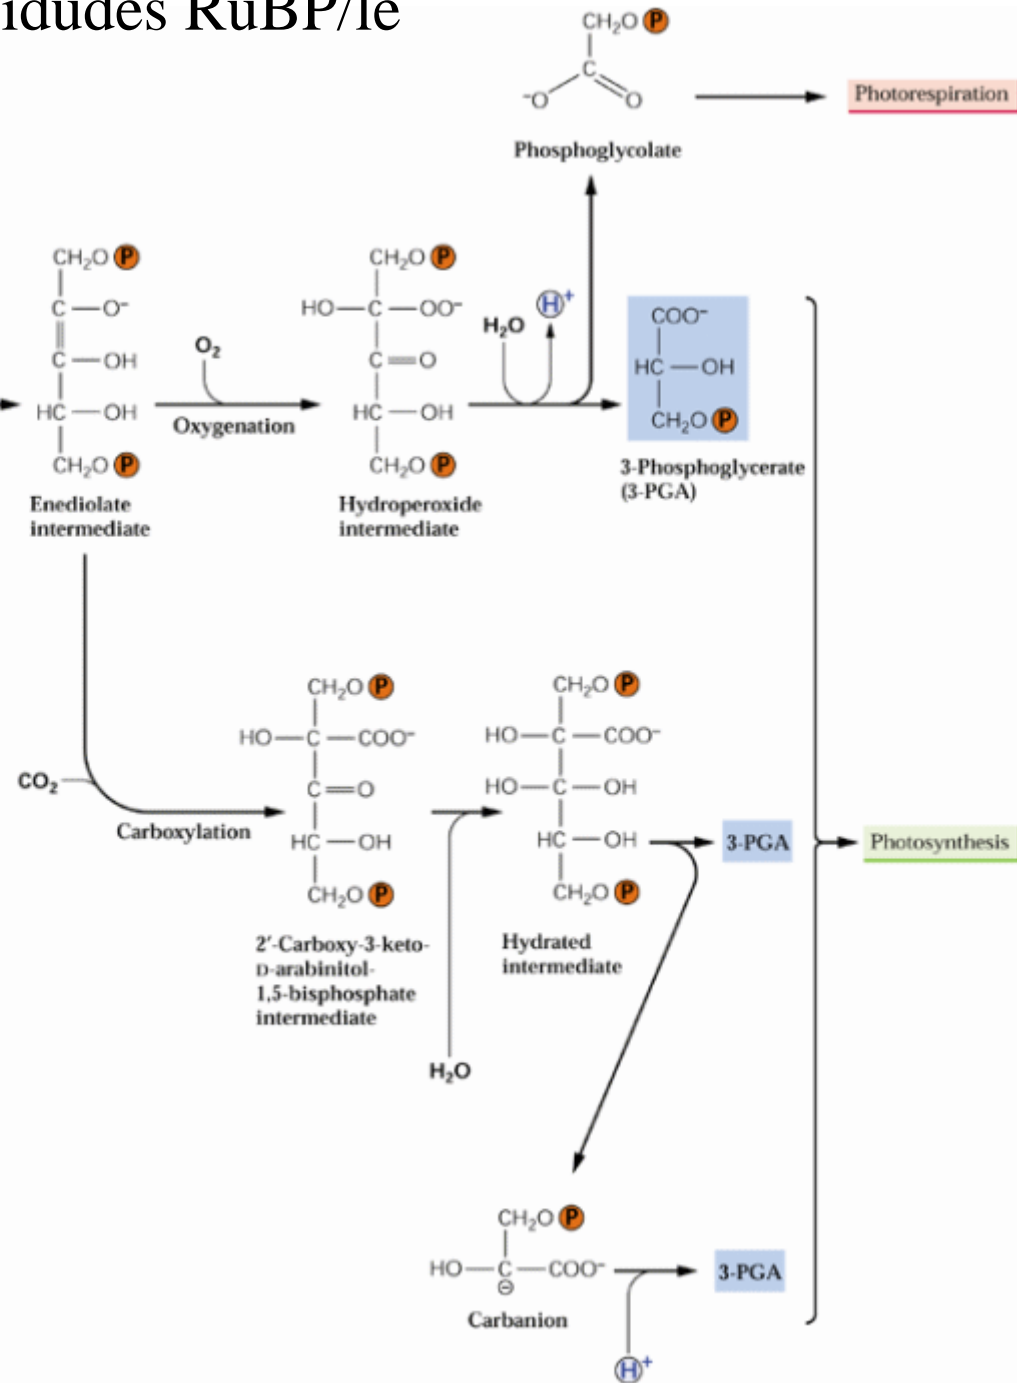 idudes RuBP/le
CH₂O P
C
⁻O O
Phosphoglycolate
Photorespiration
CH₂O P
C—O⁻
C—OH
HC—OH
CH₂O P
Enediolate
intermediate
O₂
Oxygenation
CH₂O P
HO—C—OO⁻
C=O
HC—OH
CH₂O P
Hydroperoxide
intermediate
H₂O
H⁺
COO⁻
HC—OH
CH₂O P
3-Phosphoglycerate
(3-PGA)
CO₂
Carboxylation
CH₂O P
HO—C—COO⁻
C=O
HC—OH
CH₂O P
2′-Carboxy-3-keto-
D-arabinitol-
1,5-bisphosphate
intermediate
H₂O
CH₂O P
HO—C—COO⁻
HO—C—OH
HC—OH
CH₂O P
Hydrated
intermediate
3-PGA
Photosynthesis
CH₂O P
HO—C—COO⁻
⊖
Carbanion
H⁺
3-PGA